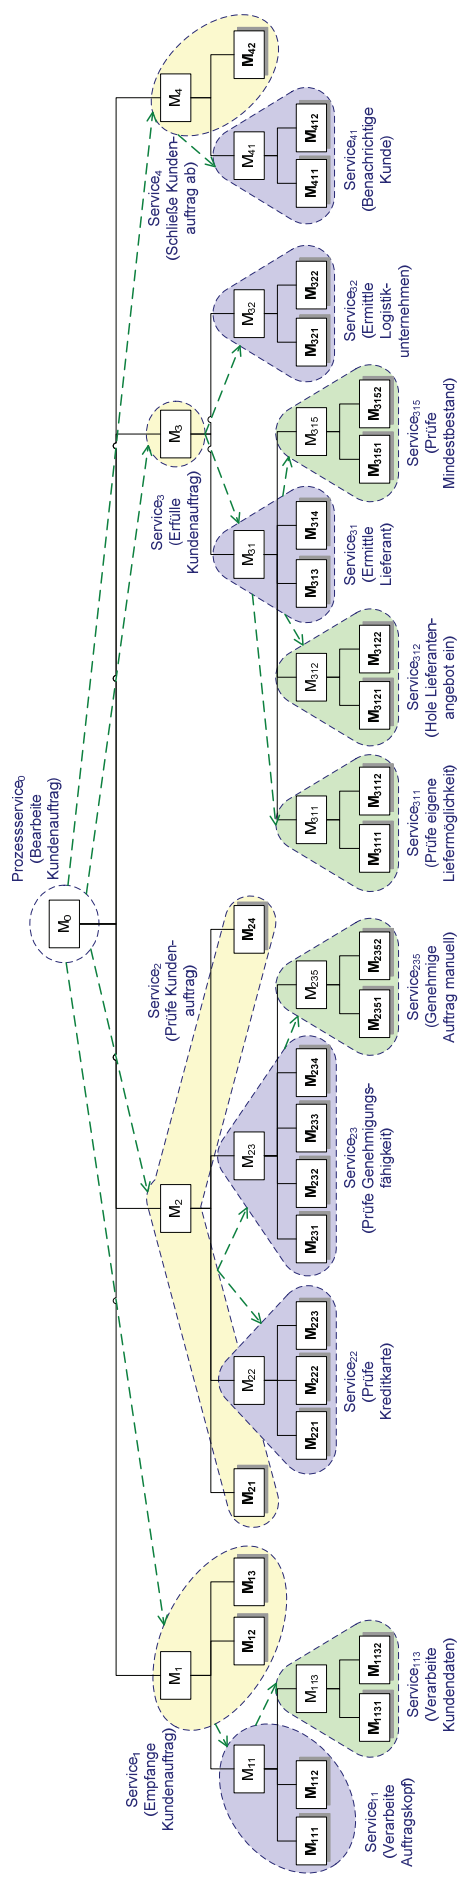 Prozessservice₀
(Bearbeite
Kundenauftrag)
M₀
Service₁
(Empfange
Kundenauftrag)
M₁
Service₂
(Prüfe Kunden-
auftrag)
M₂
Service₃
(Erfülle
Kundenauftrag)
M₃
Service₄
(Schließe Kunden-
auftrag ab)
M₄
M₁₁
M₁₂
M₁₃
M₂₁
M₂₂
M₂₃
M₂₄
M₃₁
M₃₂
M₄₁
M₄₂
M₁₁₁
M₁₁₂
M₁₁₃
M₂₂₁
M₂₂₂
M₂₂₃
M₂₃₁
M₂₃₂
M₂₃₃
M₂₃₄
M₂₃₅
M₃₁₁
M₃₁₂
M₃₁₃
M₃₁₄
M₃₁₅
M₃₂₁
M₃₂₂
M₄₁₁
M₄₁₂
Service₁₁
(Verarbeite
Auftragskopf)
M₁₁₃₁
M₁₁₃₂
Service₁₁₃
(Verarbeite
Kundendaten)
Service₂₂
(Prüfe
Kreditkarte)
Service₂₃
(Prüfe Genehmigungs-
fähigkeit)
M₂₃₅₁
M₂₃₅₂
Service₂₃₅
(Genehmige
Auftrag manuell)
M₃₁₁₁
M₃₁₁₂
Service₃₁₁
(Prüfe eigene
Liefermöglichkeit)
M₃₁₂₁
M₃₁₂₂
Service₃₁₂
(Hole Lieferanten-
angebot ein)
Service₃₁
(Ermittle
Lieferant)
M₃₁₅₁
M₃₁₅₂
Service₃₁₅
(Prüfe
Mindestbestand)
Service₃₂
(Ermittle
Logistik-
unternehmen)
Service₄₁
(Benachrichtige
Kunde)